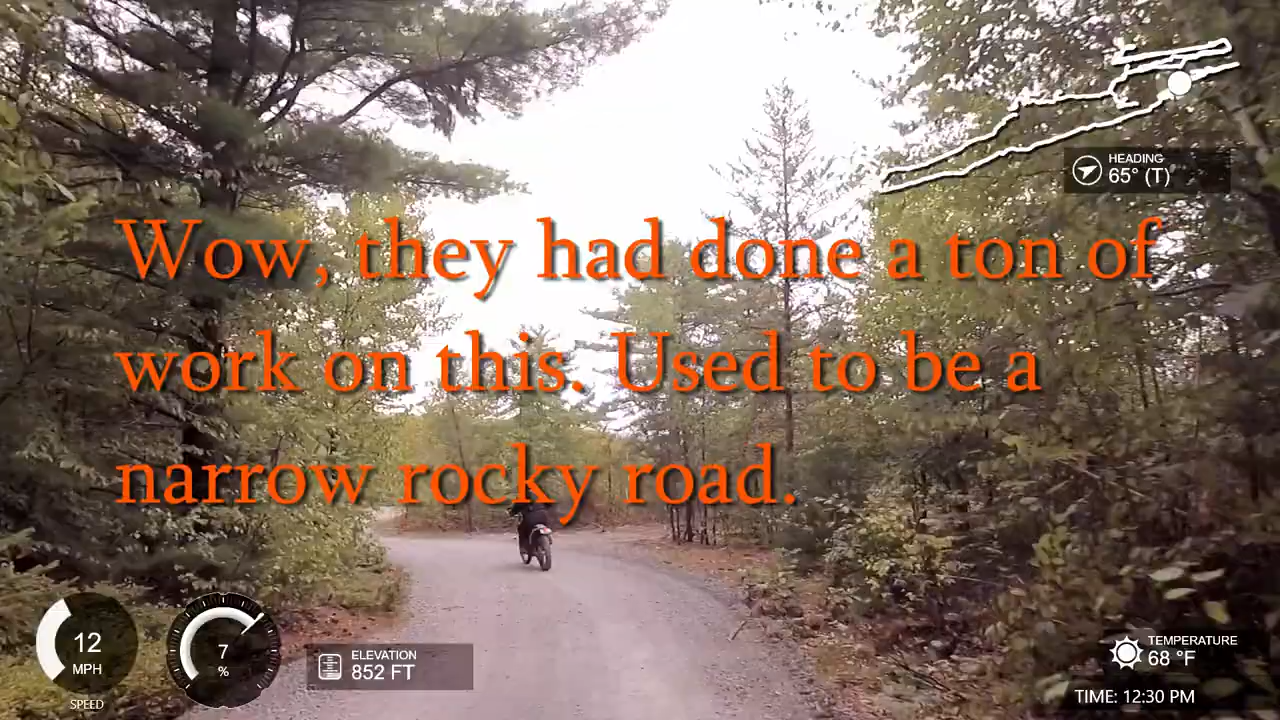 HEADING
65° (T)
Wow, they had done a ton of
work on this. Used to be a
narrow rocky road.
12
MPH
SPEED
7
%
ELEVATION
852 FT
TEMPERATURE
68 °F
TIME: 12:30 PM